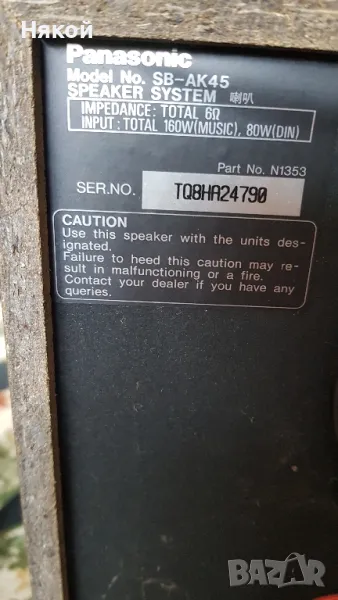 Някой
Panasonic
Model No. SB-AK45
SPEAKER SYSTEM 喇叭
IMPEDANCE: TOTAL 6Ω
INPUT: TOTAL 160W(MUSIC), 80W(DIN)
Part No. N1353
SER.NO. TQ8HA24790
CAUTION
Use this speaker with the units des-
ignated.
Failure to heed this caution may re-
sult in malfunctioning or a fire.
Contact your dealer if you have any
queries.
BAZAR